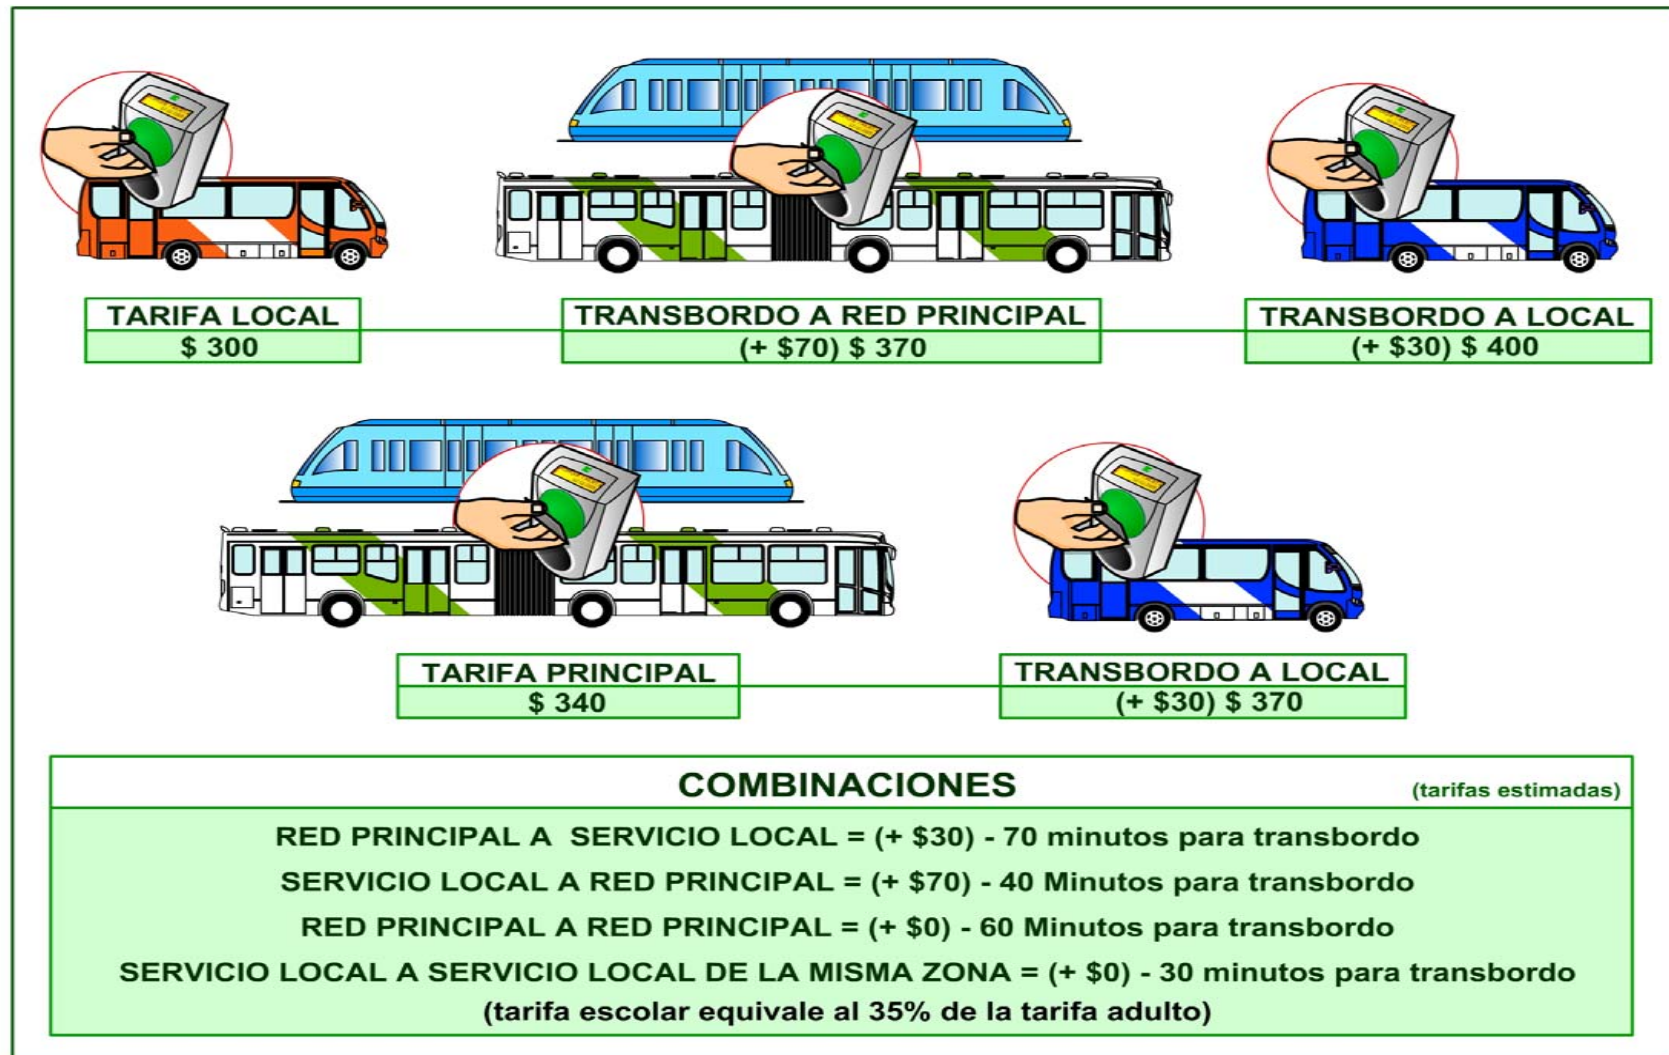 TARIFA LOCAL
$ 300
TRANSBORDO A RED PRINCIPAL
(+ $70) $ 370
TRANSBORDO A LOCAL
(+ $30) $ 400
TARIFA PRINCIPAL
$ 340
TRANSBORDO A LOCAL
(+ $30) $ 370
COMBINACIONES
(tarifas estimadas)
RED PRINCIPAL A SERVICIO LOCAL = (+ $30) - 70 minutos para transbordo
SERVICIO LOCAL A RED PRINCIPAL = (+ $70) - 40 Minutos para transbordo
RED PRINCIPAL A RED PRINCIPAL = (+ $0) - 60 Minutos para transbordo
SERVICIO LOCAL A SERVICIO LOCAL DE LA MISMA ZONA = (+ $0) - 30 minutos para transbordo
(tarifa escolar equivale al 35% de la tarifa adulto)